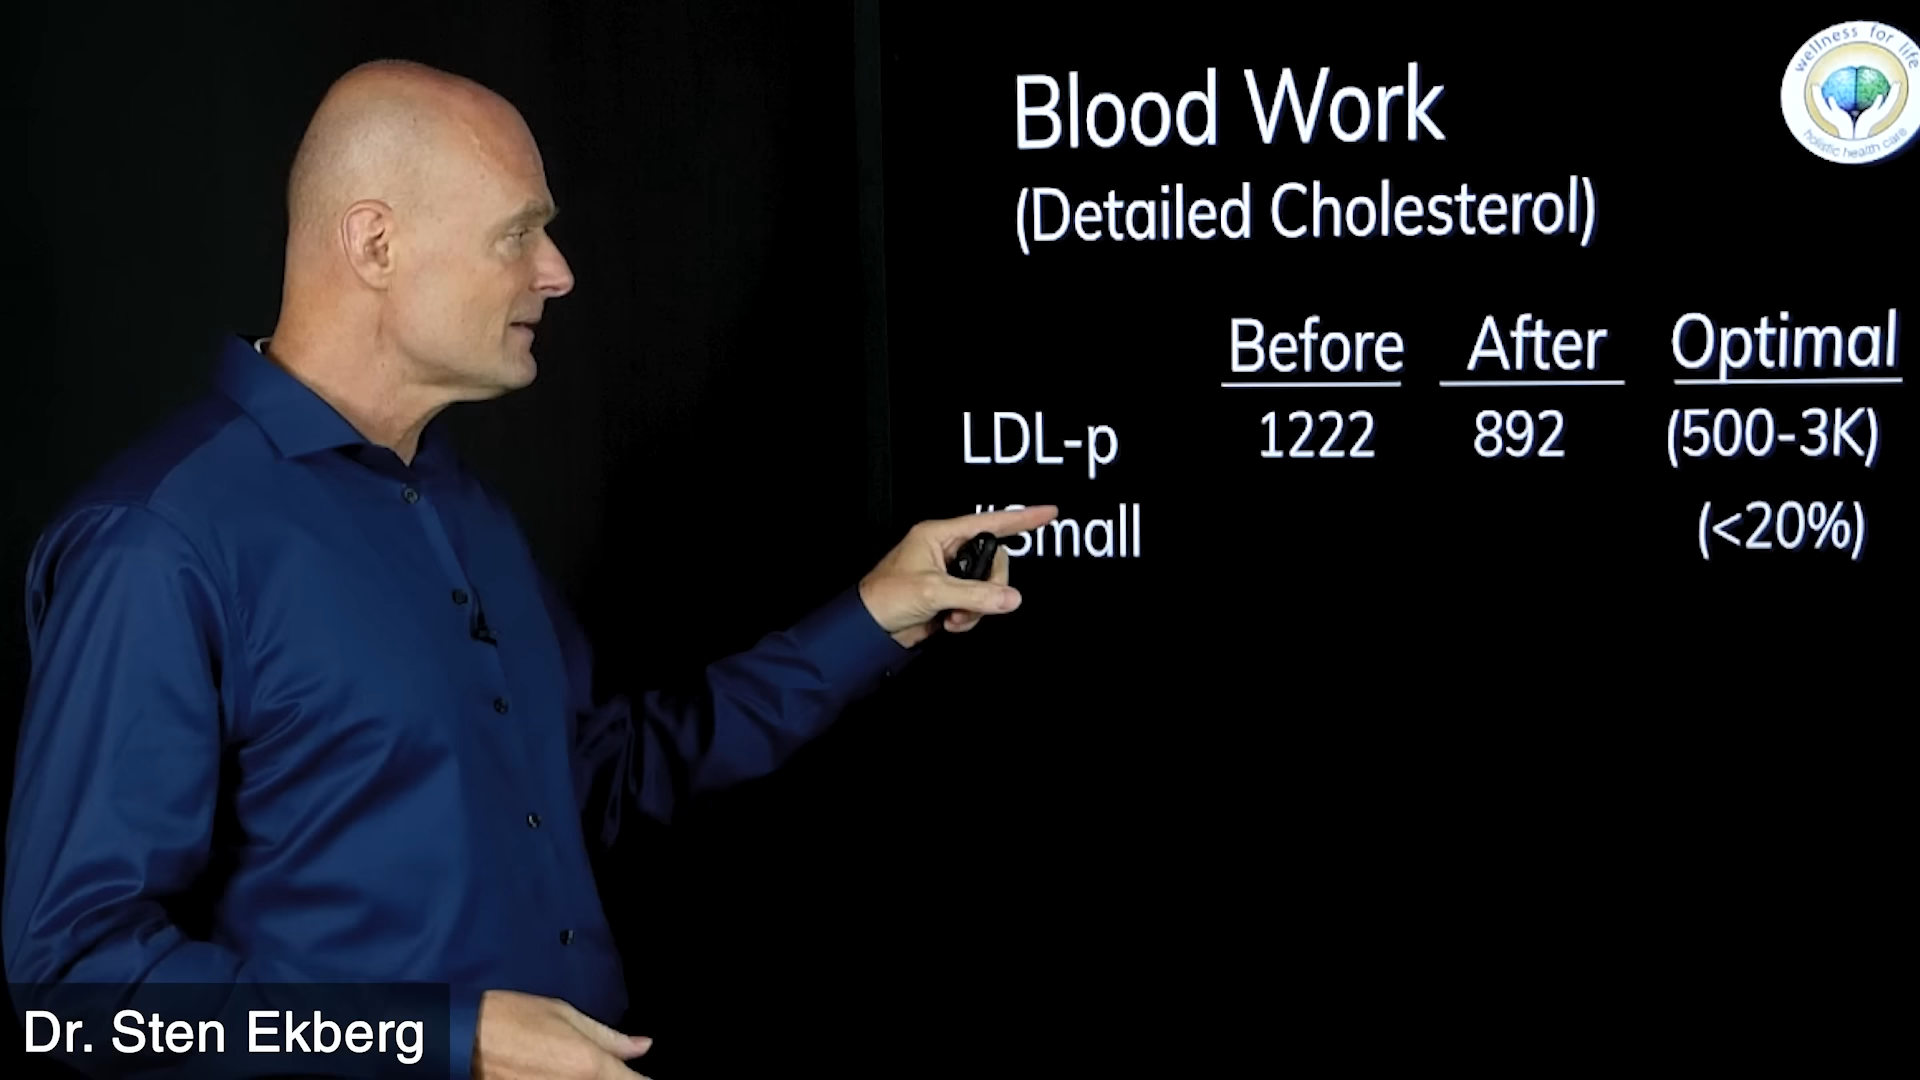 wellness for life
holistic health care
Blood Work
(Detailed Cholesterol)
Before After Optimal
LDL-p 1222 892 (500-3K)
#Small (<20%)
Dr. Sten Ekberg